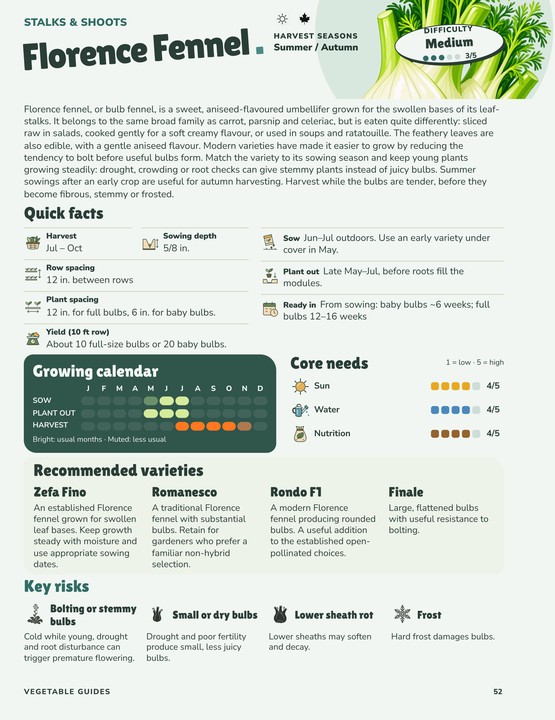 STALKS & SHOOTS
Florence Fennel.
HARVEST SEASONS
Summer / Autumn
DIFFICULTY
Medium
3/5
Florence fennel, or bulb fennel, is a sweet, aniseed-flavoured umbellifer grown for the swollen bases of its leaf-
stalks. It belongs to the same broad family as carrot, parsnip and celeriac, but is eaten quite differently: sliced
raw in salads, cooked gently for a soft creamy flavour, or used in soups and ratatouille. The feathery leaves are
also edible, with a gentle aniseed flavour. Modern varieties have made it easier to grow by reducing the
tendency to bolt before useful bulbs form. Match the variety to its sowing season and keep young plants
growing steadily: drought, crowding or root checks can give stemmy plants instead of juicy bulbs. Summer
sowings after an early crop are useful for autumn harvesting. Harvest while the bulbs are tender, before they
become fibrous, stemmy or frosted.
Quick facts
Harvest
Jul – Oct
Sowing depth
5/8 in.
Row spacing
12 in. between rows
Plant spacing
12 in. for full bulbs, 6 in. for baby bulbs.
Yield (10 ft row)
About 10 full-size bulbs or 20 baby bulbs.
Sow Jun–Jul outdoors. Use an early variety under
cover in May.
Plant out Late May–Jul, before roots fill the
modules.
Ready in From sowing: baby bulbs ~6 weeks; full
bulbs 12–16 weeks
Growing calendar
J F M A M J J A S O N D
SOW
PLANT OUT
HARVEST
Bright: usual months · Muted: less usual
Core needs
1 = low · 5 = high
Sun 4/5
Water 4/5
Nutrition 4/5
Recommended varieties
Zefa Fino
An established Florence
fennel grown for swollen
leaf bases. Keep growth
steady with moisture and
use appropriate sowing
dates.
Romanesco
A traditional Florence
fennel with substantial
bulbs. Retain for
gardeners who prefer a
familiar non-hybrid
selection.
Rondo F1
A modern Florence
fennel producing rounded
bulbs. A useful addition
to the established open-
pollinated choices.
Finale
Large, flattened bulbs
with useful resistance to
bolting.
Key risks
Bolting or stemmy
bulbs
Cold while young, drought
and root disturbance can
trigger premature flowering.
Small or dry bulbs
Drought and poor fertility
produce small, less juicy
bulbs.
Lower sheath rot
Lower sheaths may soften
and decay.
Frost
Hard frost damages bulbs.
VEGETABLE GUIDES
52